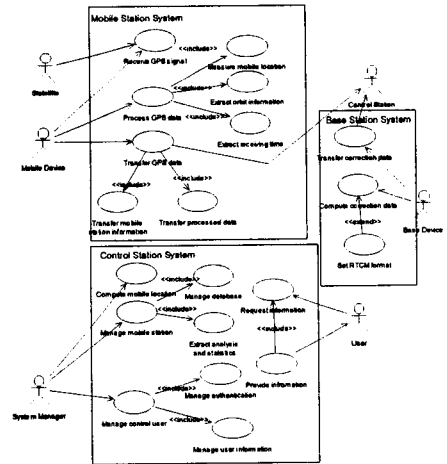 Mobile Station System
<<include>>
Receive GPS signal
Measure mobile location
Satellite
<<include>>
Extract orbit information
Process GPS data
<<include>>
Extract receiving time
Mobile Device
Transfer GPS data
<<include>>
<<include>>
Transfer mobile
station information
Transfer processed data
Control Station
Base Station System
Transfer correction data
Compute correction data
<<extend>>
Base Device
Set RTCM format
Control Station System
<<include>>
Compute mobile location
Manage database
<<include>>
Manage mobile station
Extract analysis
and statistics
Request information
<<include>>
User
Provide infromation
<<include>>
Manage authentication
System Manager
Manage control user
<<include>>
Manage user information